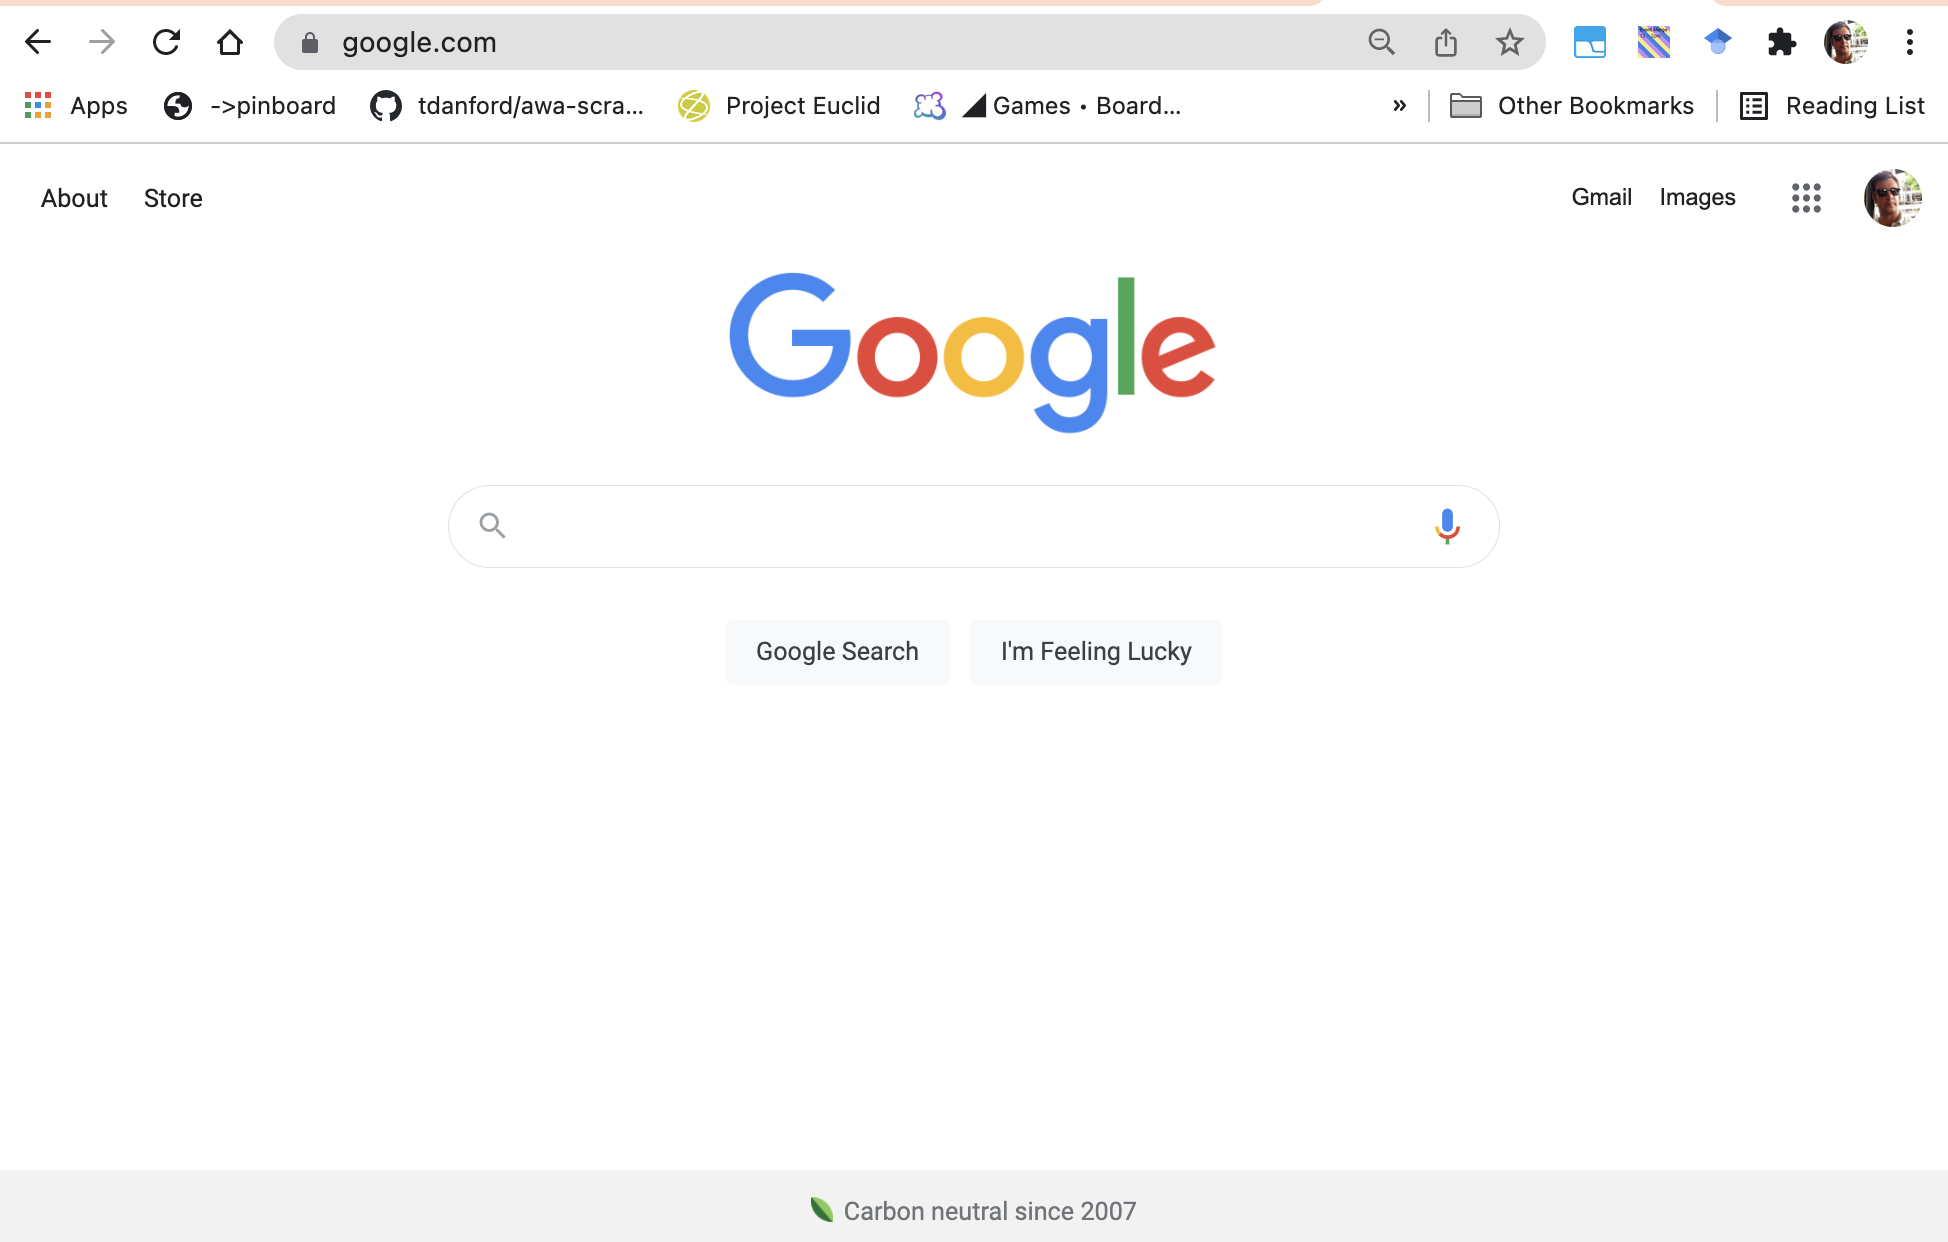 google.com
Apps ->pinboard tdanford/awa-scra... Project Euclid Games • Board... » Other Bookmarks Reading List
About Store Gmail Images
Google
Google Search I'm Feeling Lucky
Carbon neutral since 2007